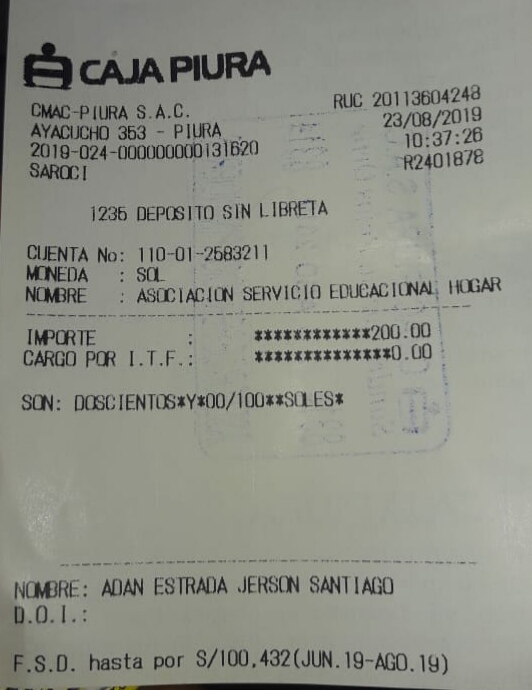 CAJA PIURA
CMAC-PIURA S.A.C. RUC 20113604248
AYACUCHO 353 - PIURA 23/08/2019
2019-024-000000000131620 10:37:26
SAROCI R2401878
1235 DEPOSITO SIN LIBRETA
CUENTA No: 110-01-2583211
MONEDA : SOL
NOMBRE : ASOCIACION SERVICIO EDUCACIONAL HOGAR
IMPORTE : ************200.00
CARGO POR I.T.F.: **************0.00
SON: DOSCIENTOS*Y*00/100**SOLES*
NOMBRE: ADAN ESTRADA JERSON SANTIAGO
D.O.I.:
F.S.D. hasta por S/100,432(JUN.19-AGO.19)